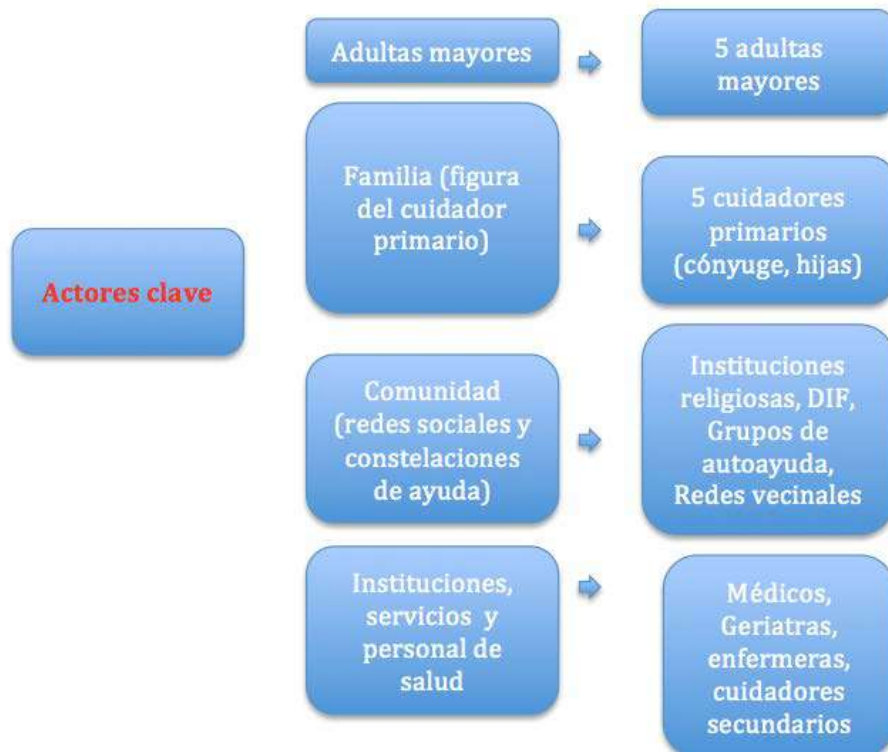 Adultas mayores
5 adultas
mayores
Familia (figura
del cuidador
primario)
5 cuidadores
primarios
(cónyuge, hijas)
Actores clave
Comunidad
(redes sociales y
constelaciones
de ayuda)
Instituciones
religiosas, DIF,
Grupos de
autoayuda,
Redes vecinales
Instituciones,
servicios y
personal de
salud
Médicos,
Geriatras,
enfermeras,
cuidadores
secundarios